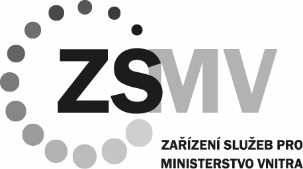 ZSMV
ZAŘÍZENÍ SLUŽEB PRO
MINISTERSTVO VNITRA